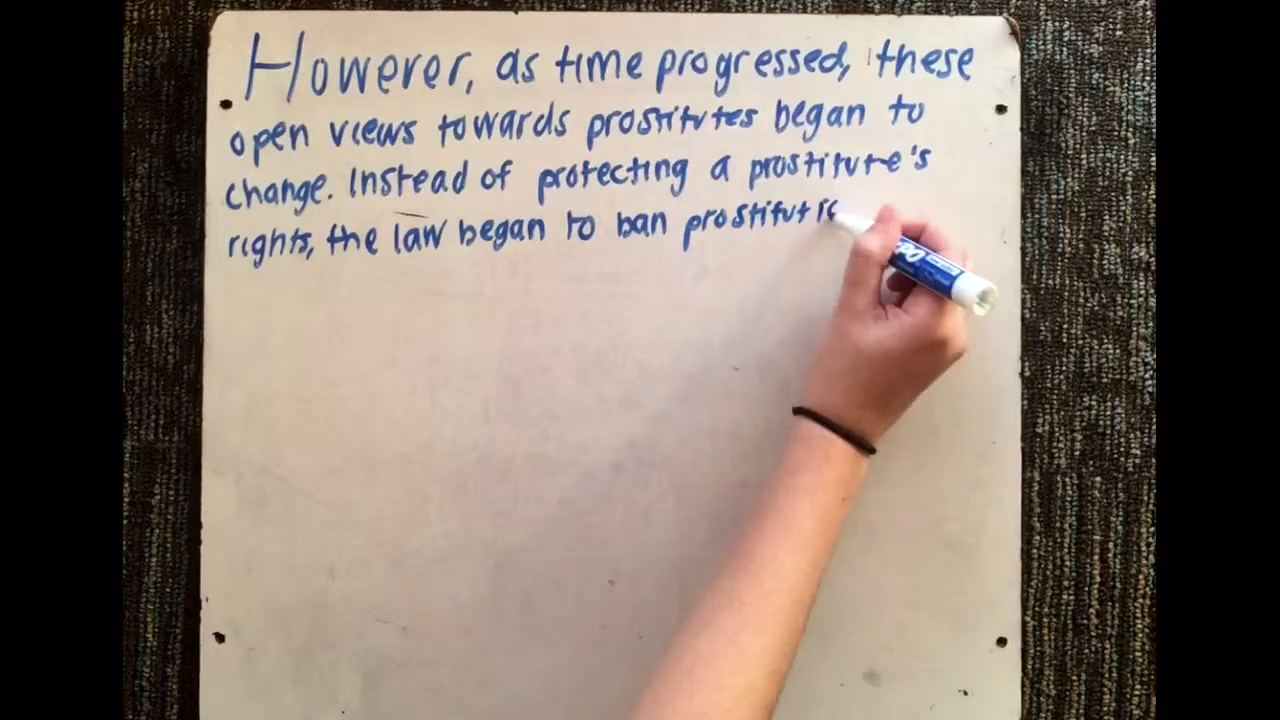 However, as time progressed, these
open views towards prostitutes began to
change. Instead of protecting a prostitute's
rights, the law began to ban prostitutio